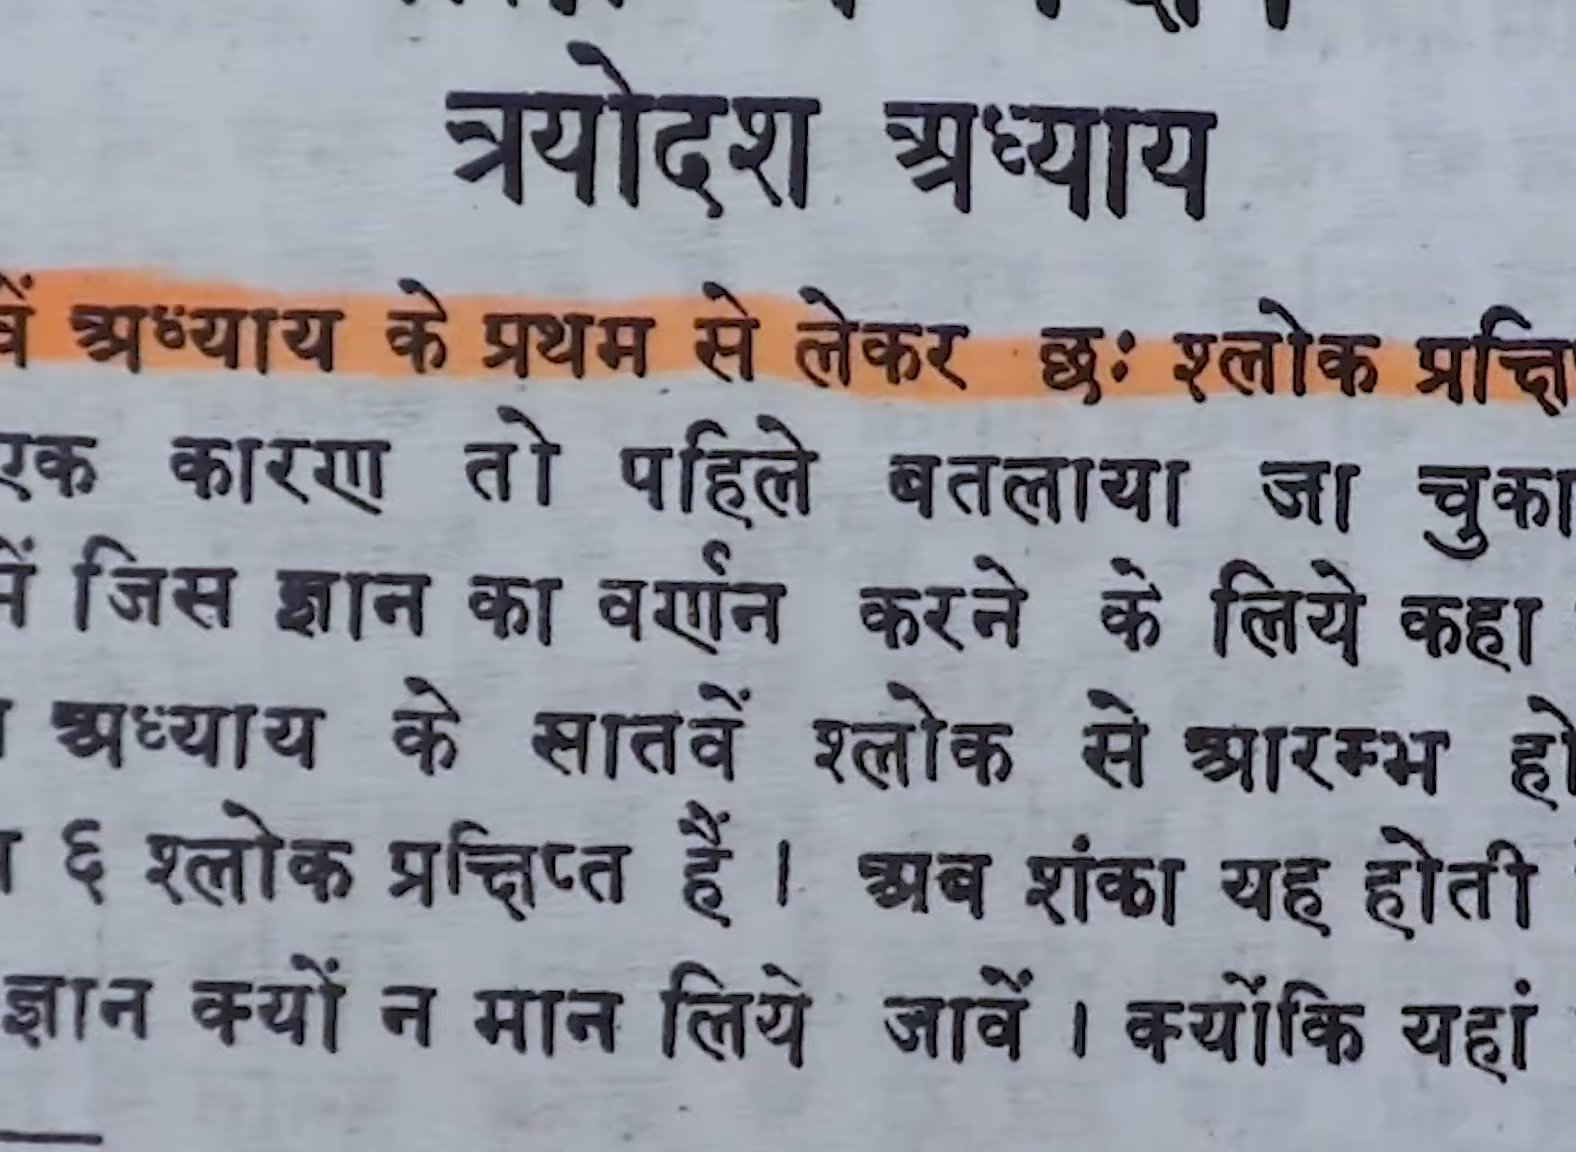 त्रयोदश अध्याय
वें अध्याय के प्रथम से लेकर छः श्लोक
एक कारण तो पहिले बतलाया जा चुका
में जिस ज्ञान का वर्णन करने के लिये कहा
अध्याय के सातवें श्लोक से आरम्भ हो
६ श्लोक प्रक्षिप्त हैं । अब शंका यह होती
ज्ञान क्यों न मान लिये जावें । क्योंकि यहां